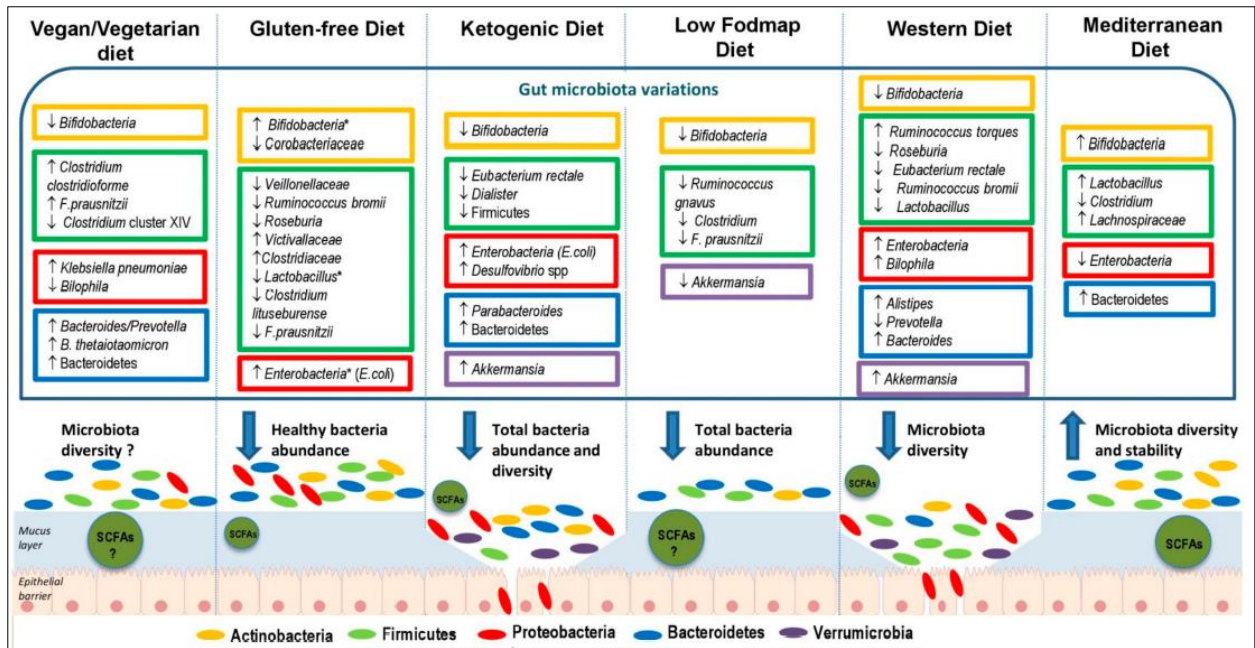 Vegan/Vegetarian
diet
Gluten-free Diet
Ketogenic Diet
Low Fodmap
Diet
Western Diet
Mediterranean
Diet
Gut microbiota variations
↓ Bifidobacteria
↑ Clostridium
clostridioforme
↑ F.prausnitzii
↓ Clostridium cluster XIV
↑ Klebsiella pneumoniae
↓ Bilophila
↑ Bacteroides/Prevotella
↑ B. thetaiotaomicron
↑ Bacteroidetes
↑ Bifidobacteria*
↓ Corobacteriaceae
↓ Veillonellaceae
↓ Ruminococcus bromii
↓ Roseburia
↑ Victivallaceae
↑Clostridiaceae
↓ Lactobacillus*
↓ Clostridium
lituseburense
↓ F.prausnitzii
↑ Enterobacteria* (E.coli)
↓ Bifidobacteria
↓ Eubacterium rectale
↓ Dialister
↓ Firmicutes
↑ Enterobacteria (E.coli)
↑ Desulfovibrio spp
↑ Parabacteroides
↑ Bacteroidetes
↑ Akkermansia
↓ Bifidobacteria
↓ Ruminococcus
gnavus
↓ Clostridium
↓ F. prausnitzii
↓ Akkermansia
↓ Bifidobacteria
↑ Ruminococcus torques
↓ Roseburia
↓ Eubacterium rectale
↓ Ruminococcus bromii
↓ Lactobacillus
↑ Enterobacteria
↑ Bilophila
↑ Alistipes
↓ Prevotella
↑ Bacteroides
↑ Akkermansia
↑ Bifidobacteria
↑ Lactobacillus
↓ Clostridium
↑ Lachnospiraceae
↓ Enterobacteria
↑ Bacteroidetes
Microbiota
diversity ?
Healthy bacteria
abundance
Total bacteria
abundance and
diversity
Total bacteria
abundance
Microbiota
diversity
Microbiota diversity
and stability
Mucus
layer
SCFAs
?
SCFAs
SCFAs
SCFAs
?
SCFAs
SCFAs
Epithelial
barrier
Actinobacteria
Firmicutes
Proteobacteria
Bacteroidetes
Verrumicrobia